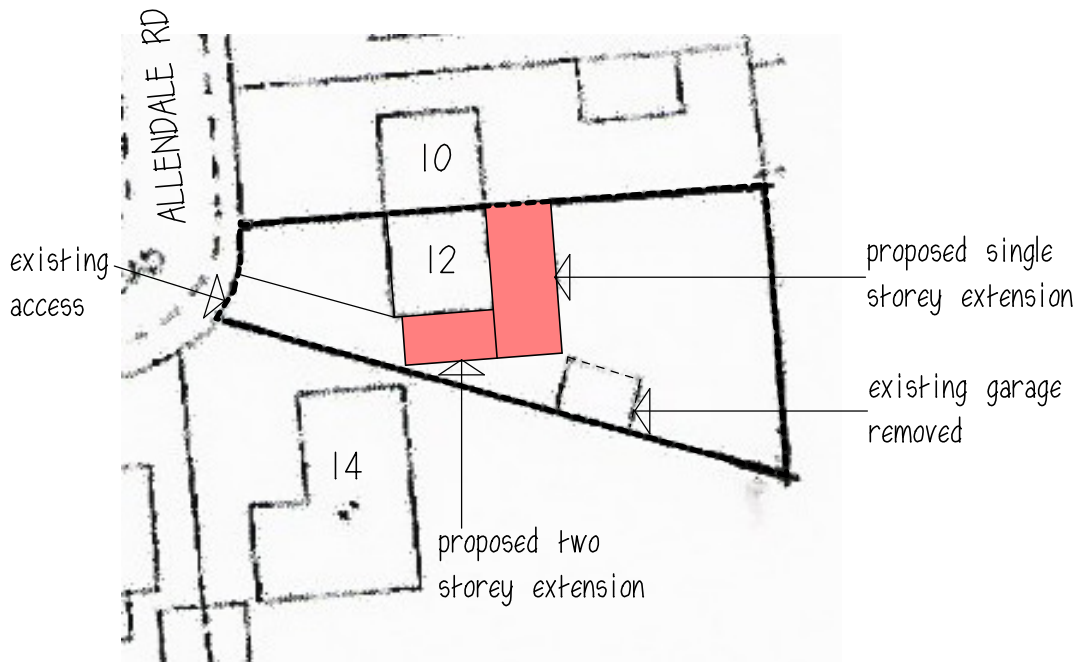 ALLENDALE RD
10
12
existing
access
proposed single
storey extension
existing garage
removed
14
proposed two
storey extension